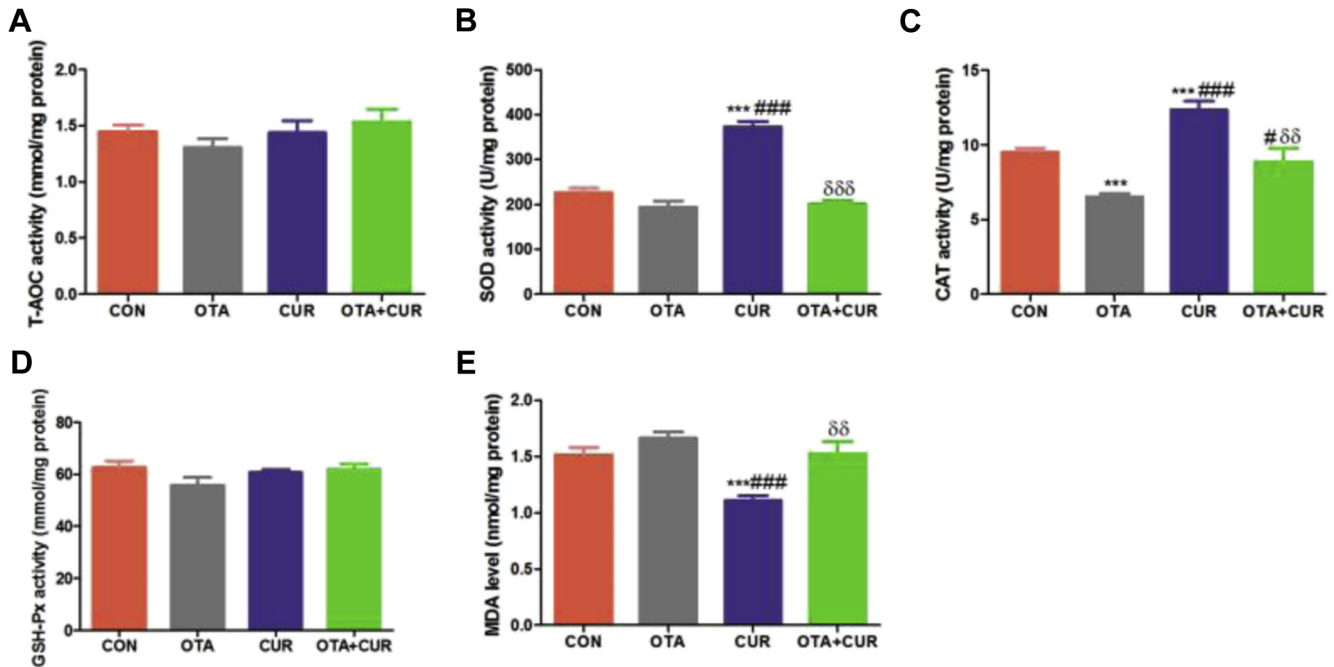 A
T-AOC activity (mmol/mg protein)
2.0
1.5
1.0
0.5
0.0
CON OTA CUR OTA+CUR
B
SOD activity (U/mg protein)
500
400
300
200
100
0
*** ###
δδδ
CON OTA CUR OTA+CUR
C
CAT activity (U/mg protein)
15
10
5
0
***
*** ###
#δδ
CON OTA CUR OTA+CUR
D
GSH-Px activity (mmol/mg protein)
80
60
40
20
0
CON OTA CUR OTA+CUR
E
MDA level (nmol/mg protein)
2.0
1.5
1.0
0.5
0.0
***###
δδ
CON OTA CUR OTA+CUR